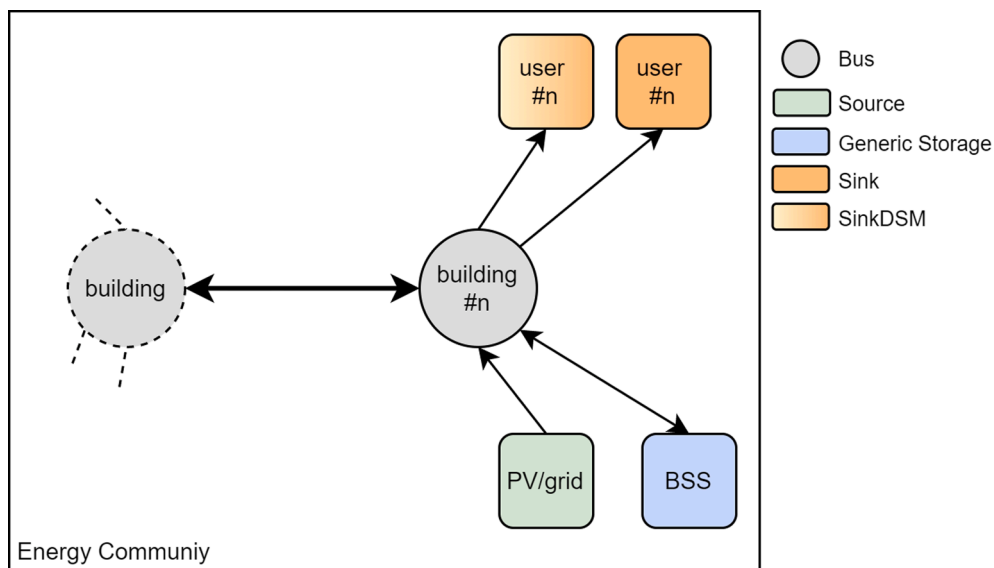 user
#n
user
#n
building
building
#n
PV/grid
BSS
Energy Communiy
Bus
Source
Generic Storage
Sink
SinkDSM